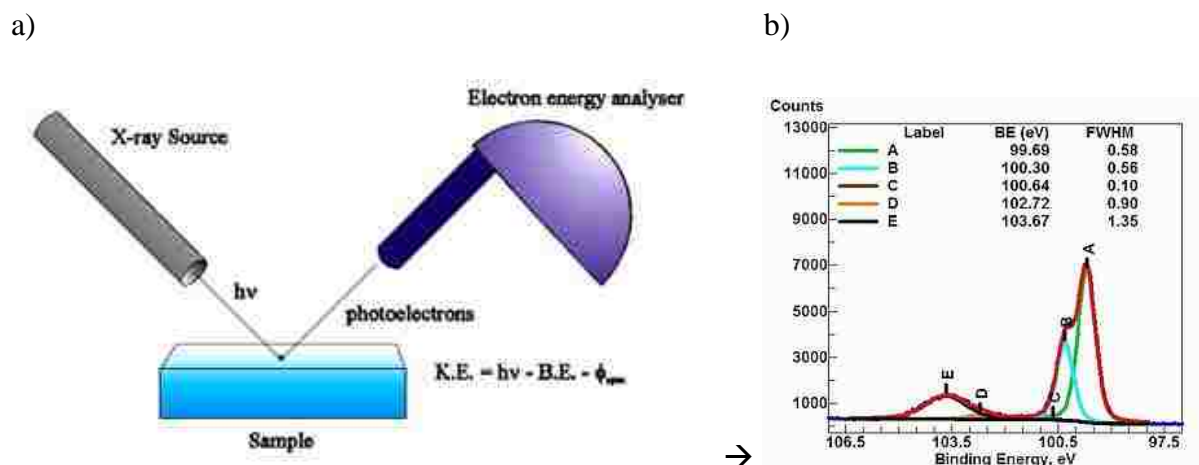 a)
b)
Electron energy analyser
X-ray Source
hν
photoelectrons
K.E. = hν - B.E. - ϕ
Sample
→
Counts
Label BE (eV) FWHM
A 99.69 0.58
B 100.30 0.56
C 100.64 0.10
D 102.72 0.90
E 103.67 1.35
13000
11000
9000
7000
5000
3000
1000
A
B
C
D
E
106.5 103.5 100.5 97.5
Binding Energy, eV